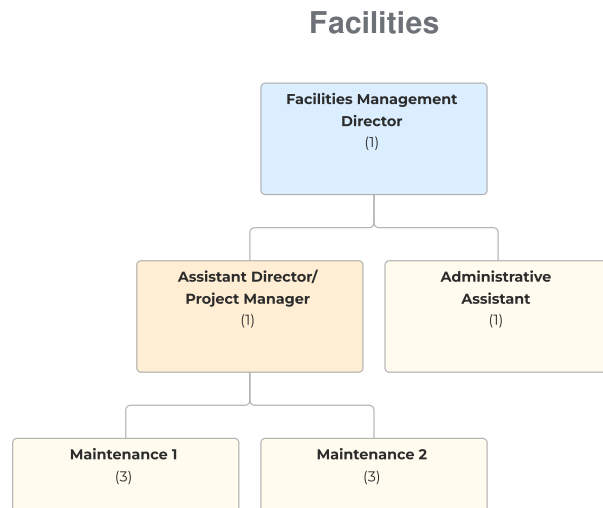 Facilities
Facilities Management
Director
(1)
Assistant Director/
Project Manager
(1)
Administrative
Assistant
(1)
Maintenance 1
(3)
Maintenance 2
(3)